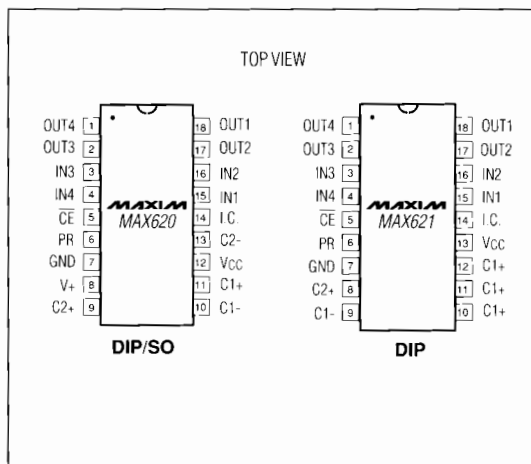 TOP VIEW
OUT4 1 18 OUT1
OUT3 2 17 OUT2
IN3 3 16 IN2
IN4 4 15 IN1
CE 5 14 I.C.
PR 6 13 C2-
GND 7 12 VCC
V+ 8 11 C1+
C2+ 9 10 C1-
MAXIM
MAX620
DIP/SO
OUT4 1 18 OUT1
OUT3 2 17 OUT2
IN3 3 16 IN2
IN4 4 15 IN1
CE 5 14 I.C.
PR 6 13 VCC
GND 7 12 C1+
C2+ 8 11 C1+
C1- 9 10 C1+
MAXIM
MAX621
DIP